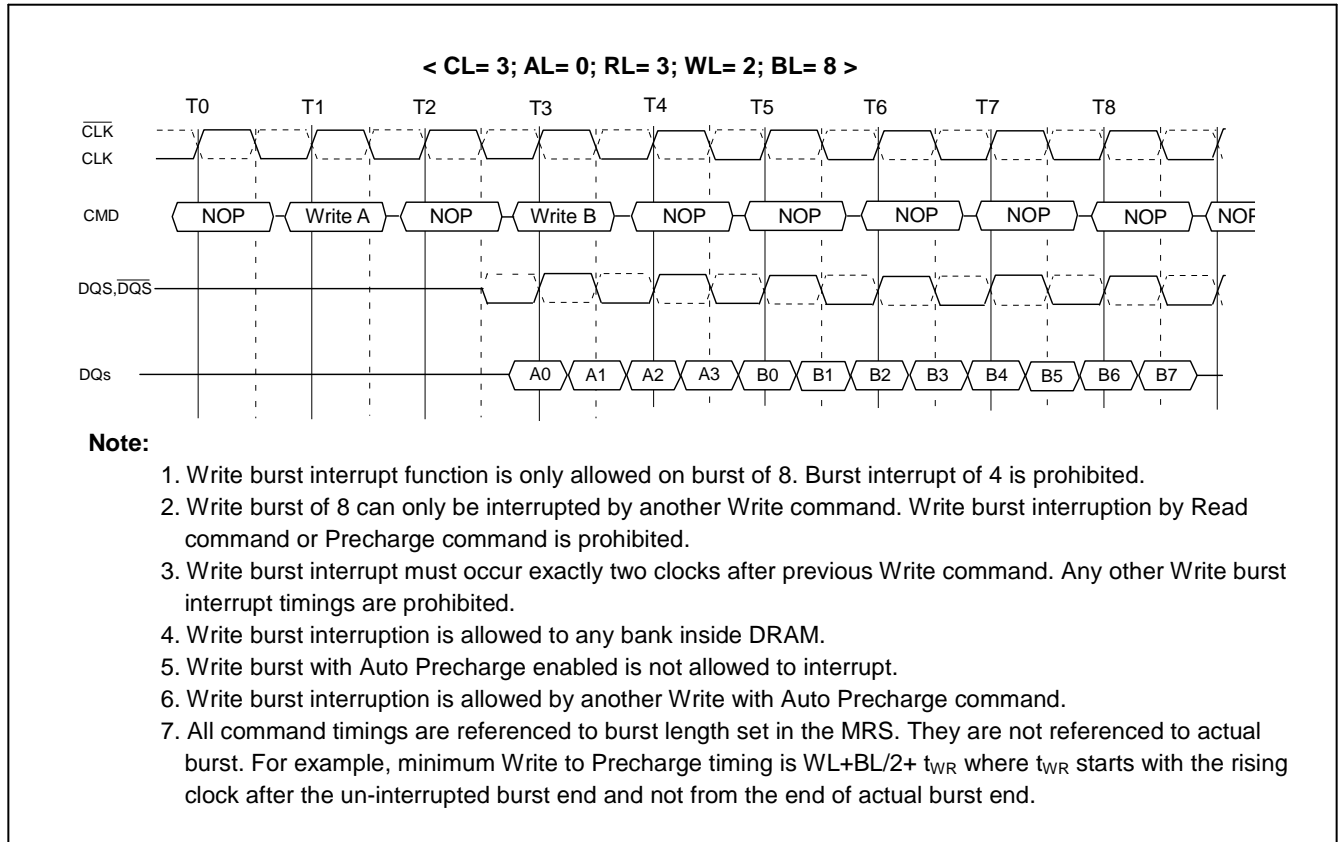 < CL= 3; AL= 0; RL= 3; WL= 2; BL= 8 >
T0 T1 T2 T3 T4 T5 T6 T7 T8
CLK
CLK
CMD NOP Write A NOP Write B NOP NOP NOP NOP NOP NOP
DQS,DQS
DQs A0 A1 A2 A3 B0 B1 B2 B3 B4 B5 B6 B7
Note:
1. Write burst interrupt function is only allowed on burst of 8. Burst interrupt of 4 is prohibited.
2. Write burst of 8 can only be interrupted by another Write command. Write burst interruption by Read
command or Precharge command is prohibited.
3. Write burst interrupt must occur exactly two clocks after previous Write command. Any other Write burst
interrupt timings are prohibited.
4. Write burst interruption is allowed to any bank inside DRAM.
5. Write burst with Auto Precharge enabled is not allowed to interrupt.
6. Write burst interruption is allowed by another Write with Auto Precharge command.
7. All command timings are referenced to burst length set in the MRS. They are not referenced to actual
burst. For example, minimum Write to Precharge timing is WL+BL/2+ tWR where tWR starts with the rising
clock after the un-interrupted burst end and not from the end of actual burst end.